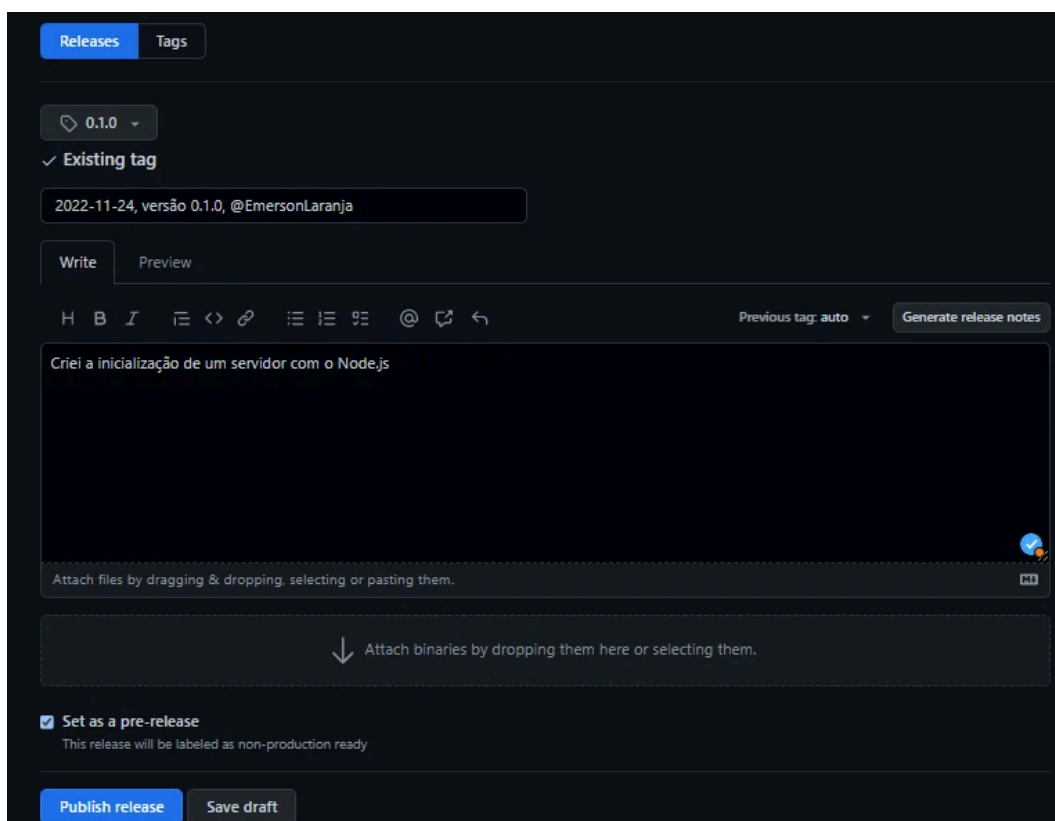 Releases Tags
0.1.0
Existing tag
2022-11-24, versão 0.1.0, @EmersonLaranja
Write Preview
H B I @ Previous tag: auto Generate release notes
Criei a inicialização de um servidor com o Node.js
Attach files by dragging & dropping, selecting or pasting them.
Attach binaries by dropping them here or selecting them.
Set as a pre-release
This release will be labeled as non-production ready
Publish release Save draft